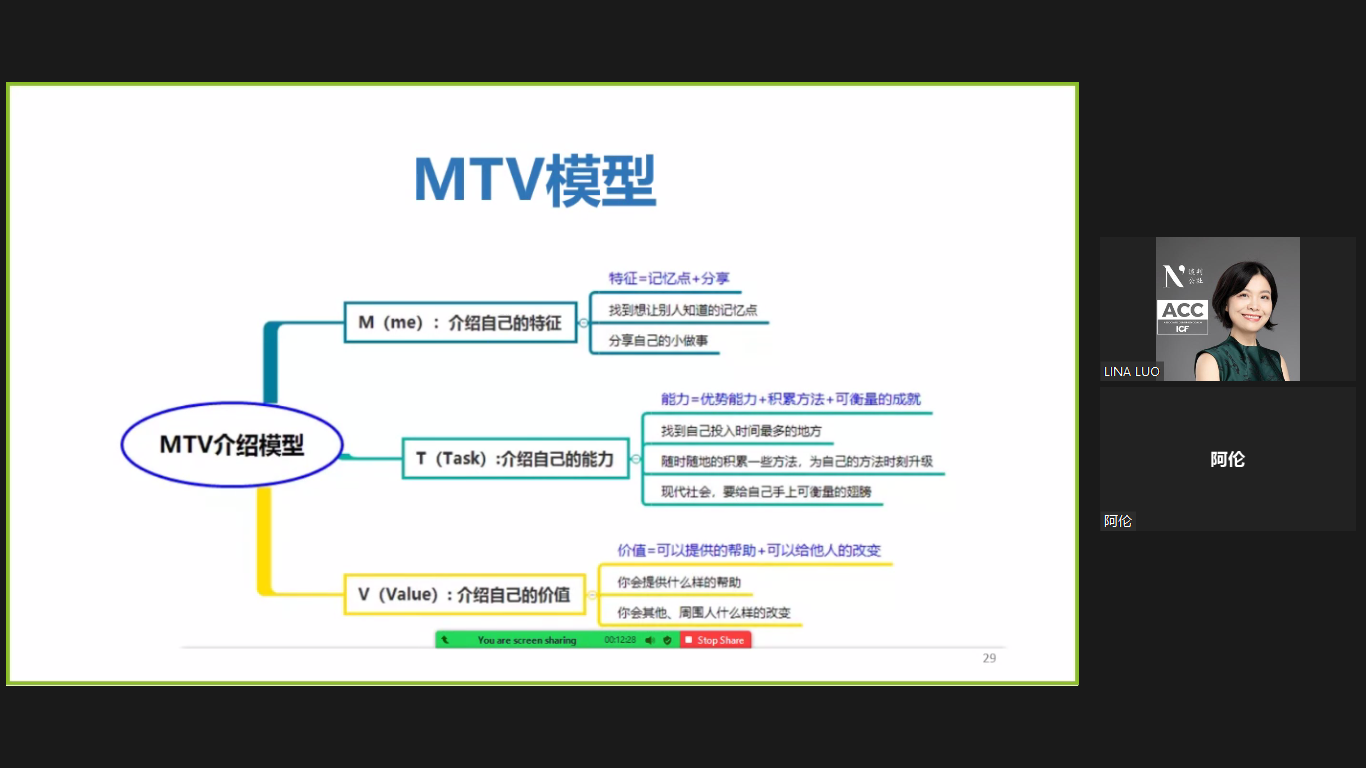 MTV模型
特征=记忆点+分享
M（me）：介绍自己的特征
找到想让别人知道的记忆点
分享自己的小做事
MTV介绍模型
能力=优势能力+积累方法+可衡量的成就
找到自己投入时间最多的地方
T（Task）:介绍自己的能力
随时随地的积累一些方法，为自己的方法时刻升级
现代社会，要给自己手上可衡量的翅膀
价值=可以提供的帮助+可以给他人的改变
你会提供什么样的帮助
V（Value）: 介绍自己的价值
你会其他、周围人什么样的改变
You are screen sharing 00:12:28 Stop Share
29
N
ACC
ICF
LINA LUO
阿伦
阿伦